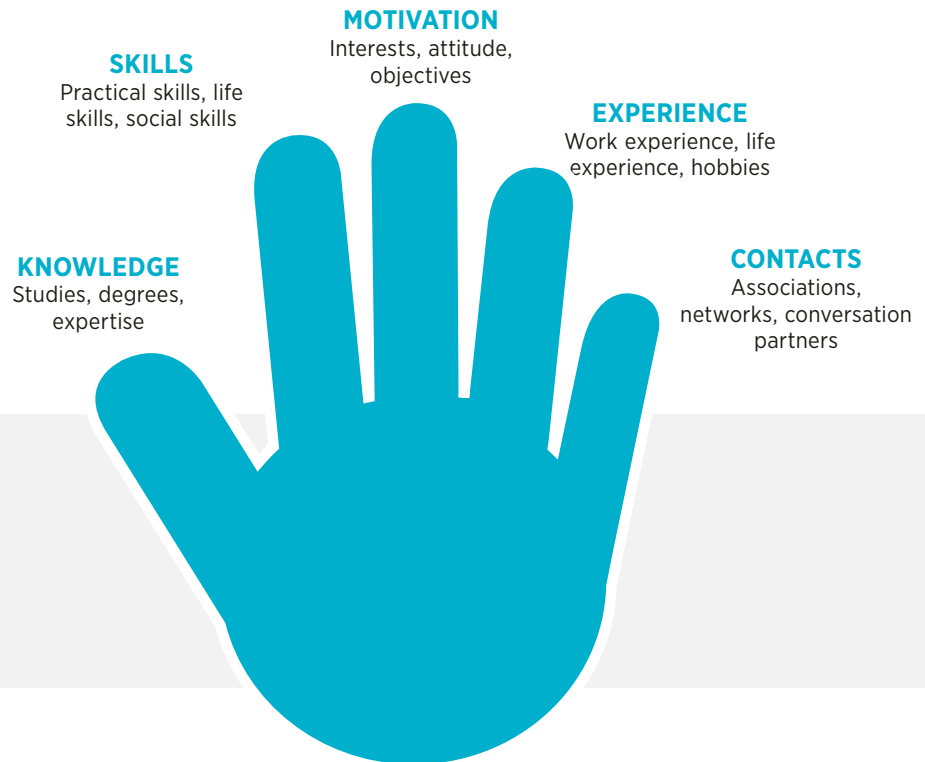 MOTIVATION
Interests, attitude,
objectives
SKILLS
Practical skills, life
skills, social skills
EXPERIENCE
Work experience, life
experience, hobbies
KNOWLEDGE
Studies, degrees,
expertise
CONTACTS
Associations,
networks, conversation
partners